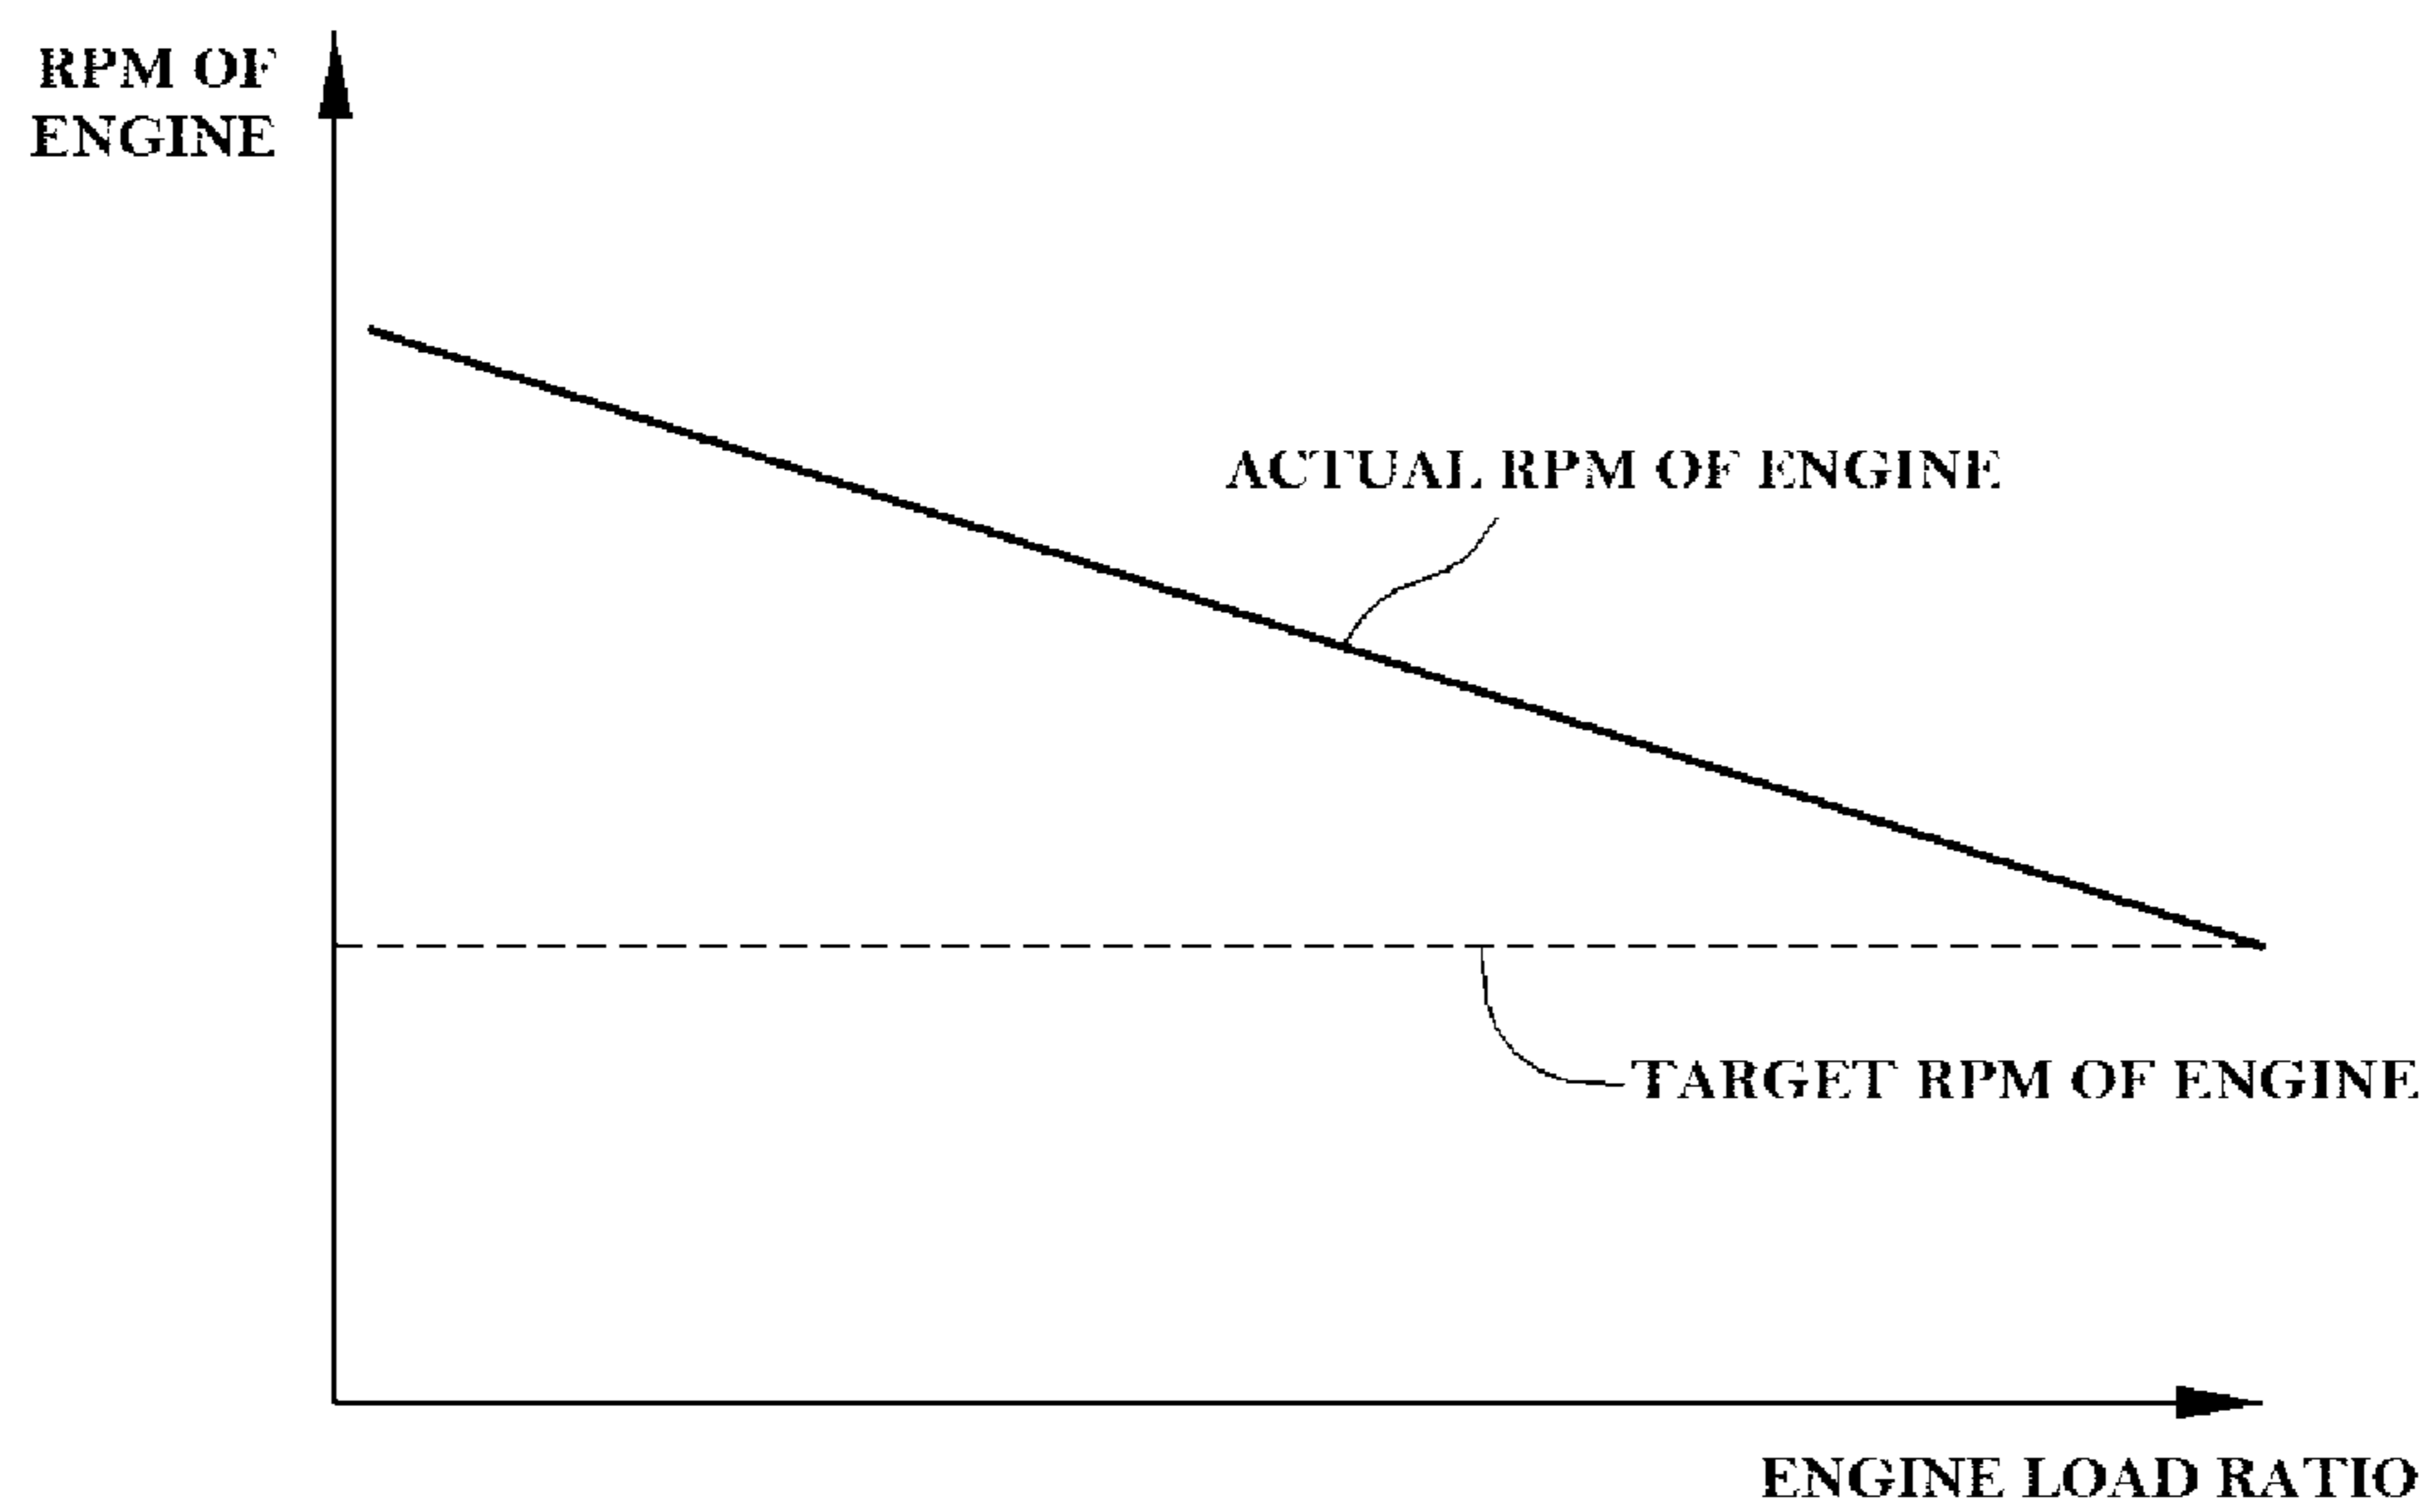 RPM OF
ENGINE
ACTUAL RPM OF ENGINE
TARGET RPM OF ENGINE
ENGINE LOAD RATIO